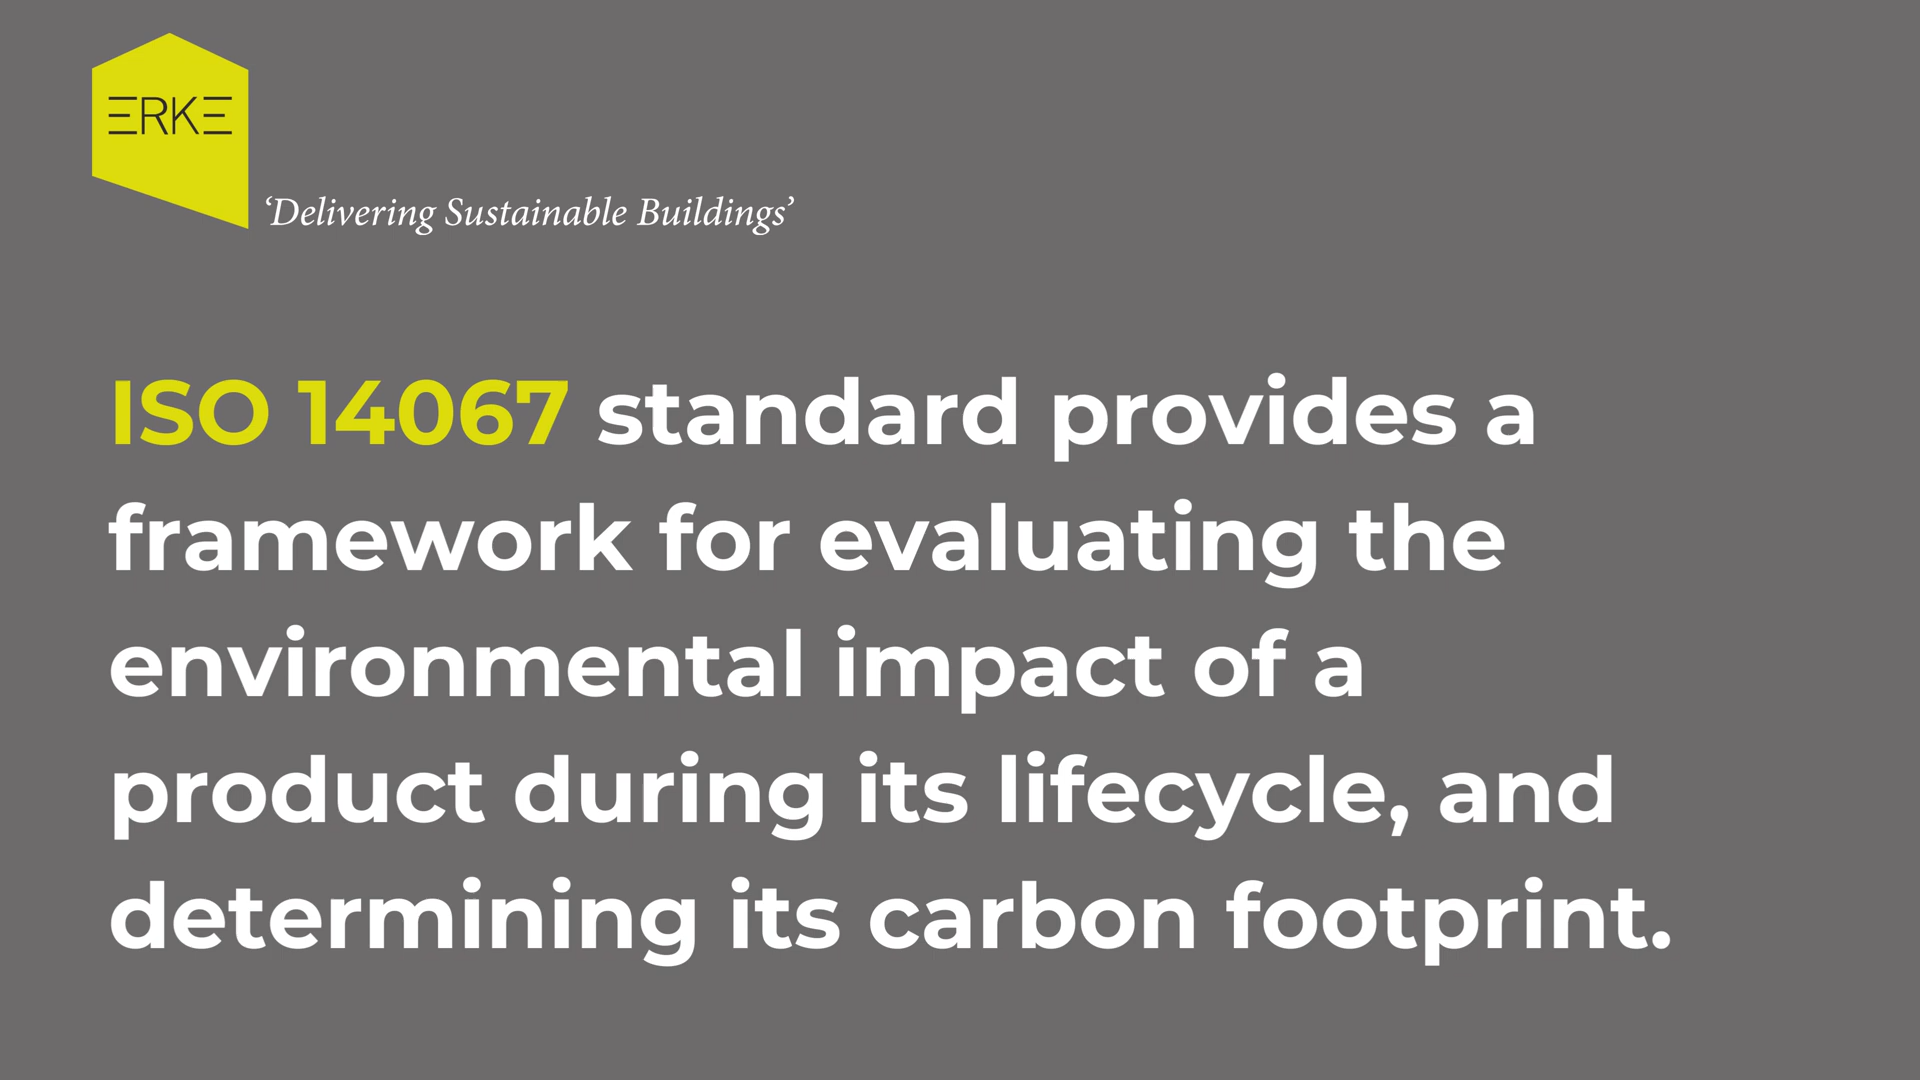 ERKE
‘Delivering Sustainable Buildings’
ISO 14067 standard provides a
framework for evaluating the
environmental impact of a
product during its lifecycle, and
determining its carbon footprint.